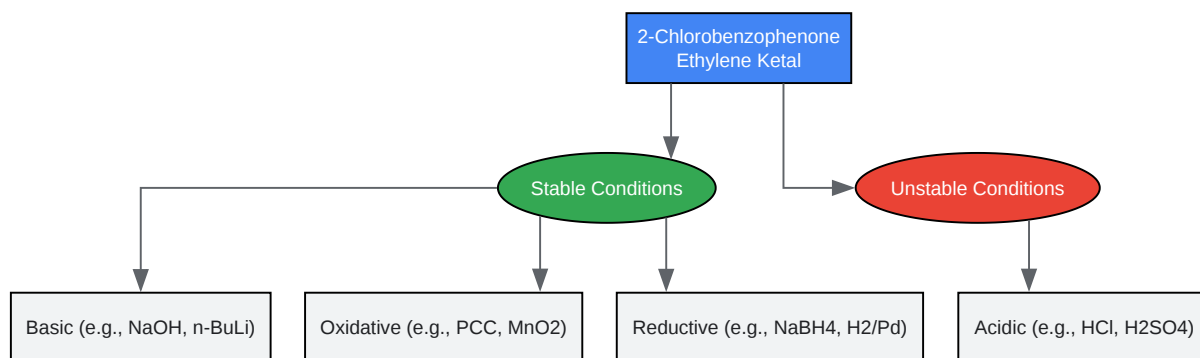 2-Chlorobenzophenone
Ethylene Ketal
Stable Conditions
Unstable Conditions
Basic (e.g., NaOH, n-BuLi)
Oxidative (e.g., PCC, MnO2)
Reductive (e.g., NaBH4, H2/Pd)
Acidic (e.g., HCl, H2SO4)